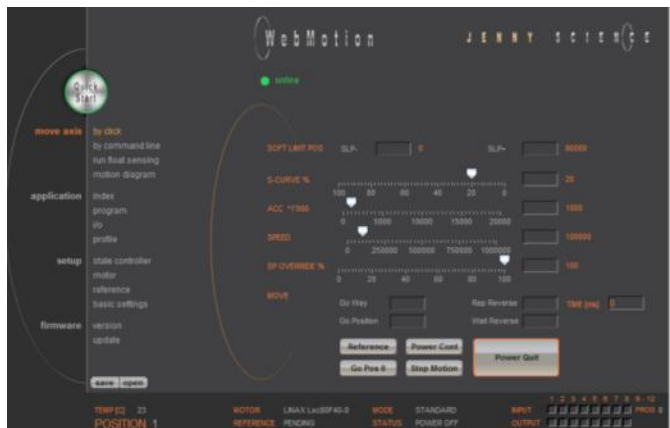 WebMotion
JENNY SCIENCE
online
Quick Start
move axis
by click
by command line
run float sensing
motion diagram
application
index
program
i/o
profile
setup
state controller
motor
reference
basic settings
firmware
version
update
save open
SOFT LIMIT POS SLP- 0 SLP+ 80000
S-CURVE % 20
100 80 60 40 20 0
ACC *1'000 1000
0 5000 10000 15000 20000
SPEED 100000
0 250000 500000 750000 1000000
SP OVERRIDE % 100
0 20 40 60 80 100
MOVE
Go Way Rep Reverse TIME [ms] 0
Go Position Wait Reverse
Reference Power Cont Power Quit
Go Pos 0 Stop Motion
1 2 3 4 5 6 7 8 9-12
TEMP [C] 23 MOTOR LINAX Lxc80F40-0 MODE STANDARD INPUT PROG 0
POSITION 1 REFERENCE PENDING STATUS POWER OFF OUTPUT